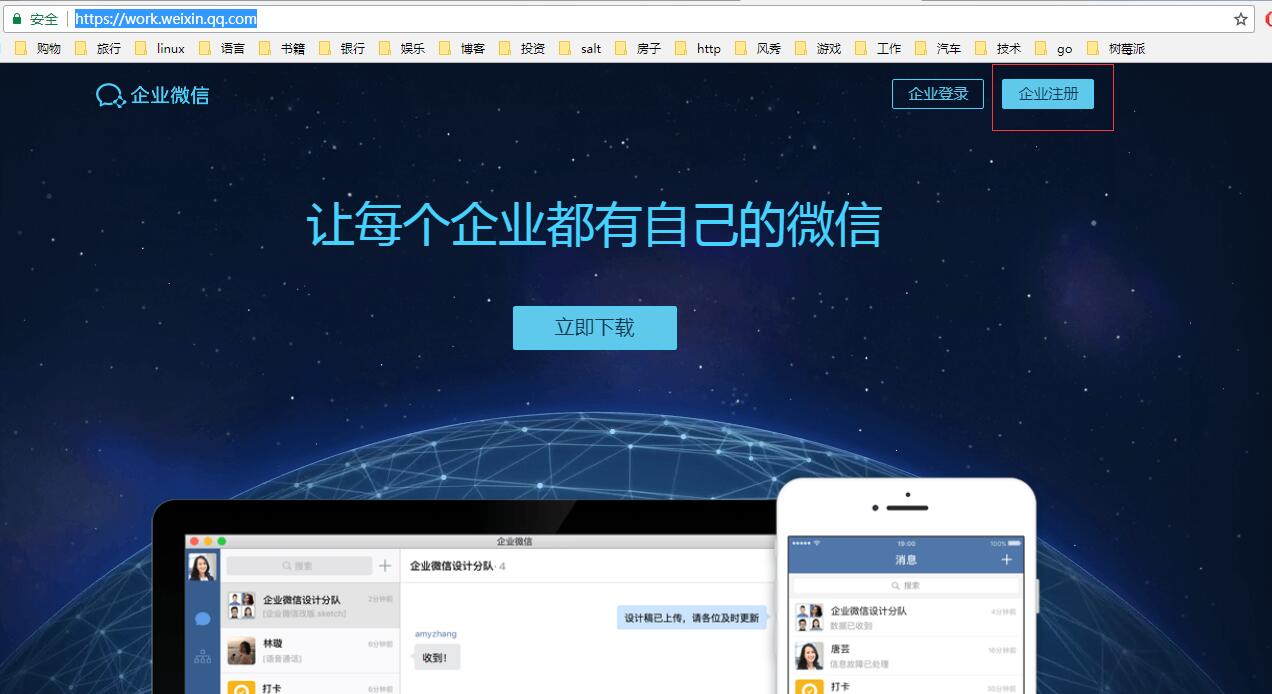 安全 https://work.weixin.qq.com
购物 旅行 linux 语言 书籍 银行 娱乐 博客 投资 salt 房子 http 风秀 游戏 工作 汽车 技术 go 树莓派
企业微信 企业登录 企业注册
让每个企业都有自己的微信
立即下载
企业微信
搜索
企业微信设计分队 · 4
企业微信设计分队 2分钟前
[企业微信改版.sketch]
林璇 6分钟前
[语音通话]
打卡 6分钟前
设计稿已上传，请各位及时更新
amyzhang
收到！
19:00 100%
消息
搜索
企业微信设计分队 4分钟前
数据已收到
唐芸 16分钟前
信息故障已处理
打卡 30分钟前